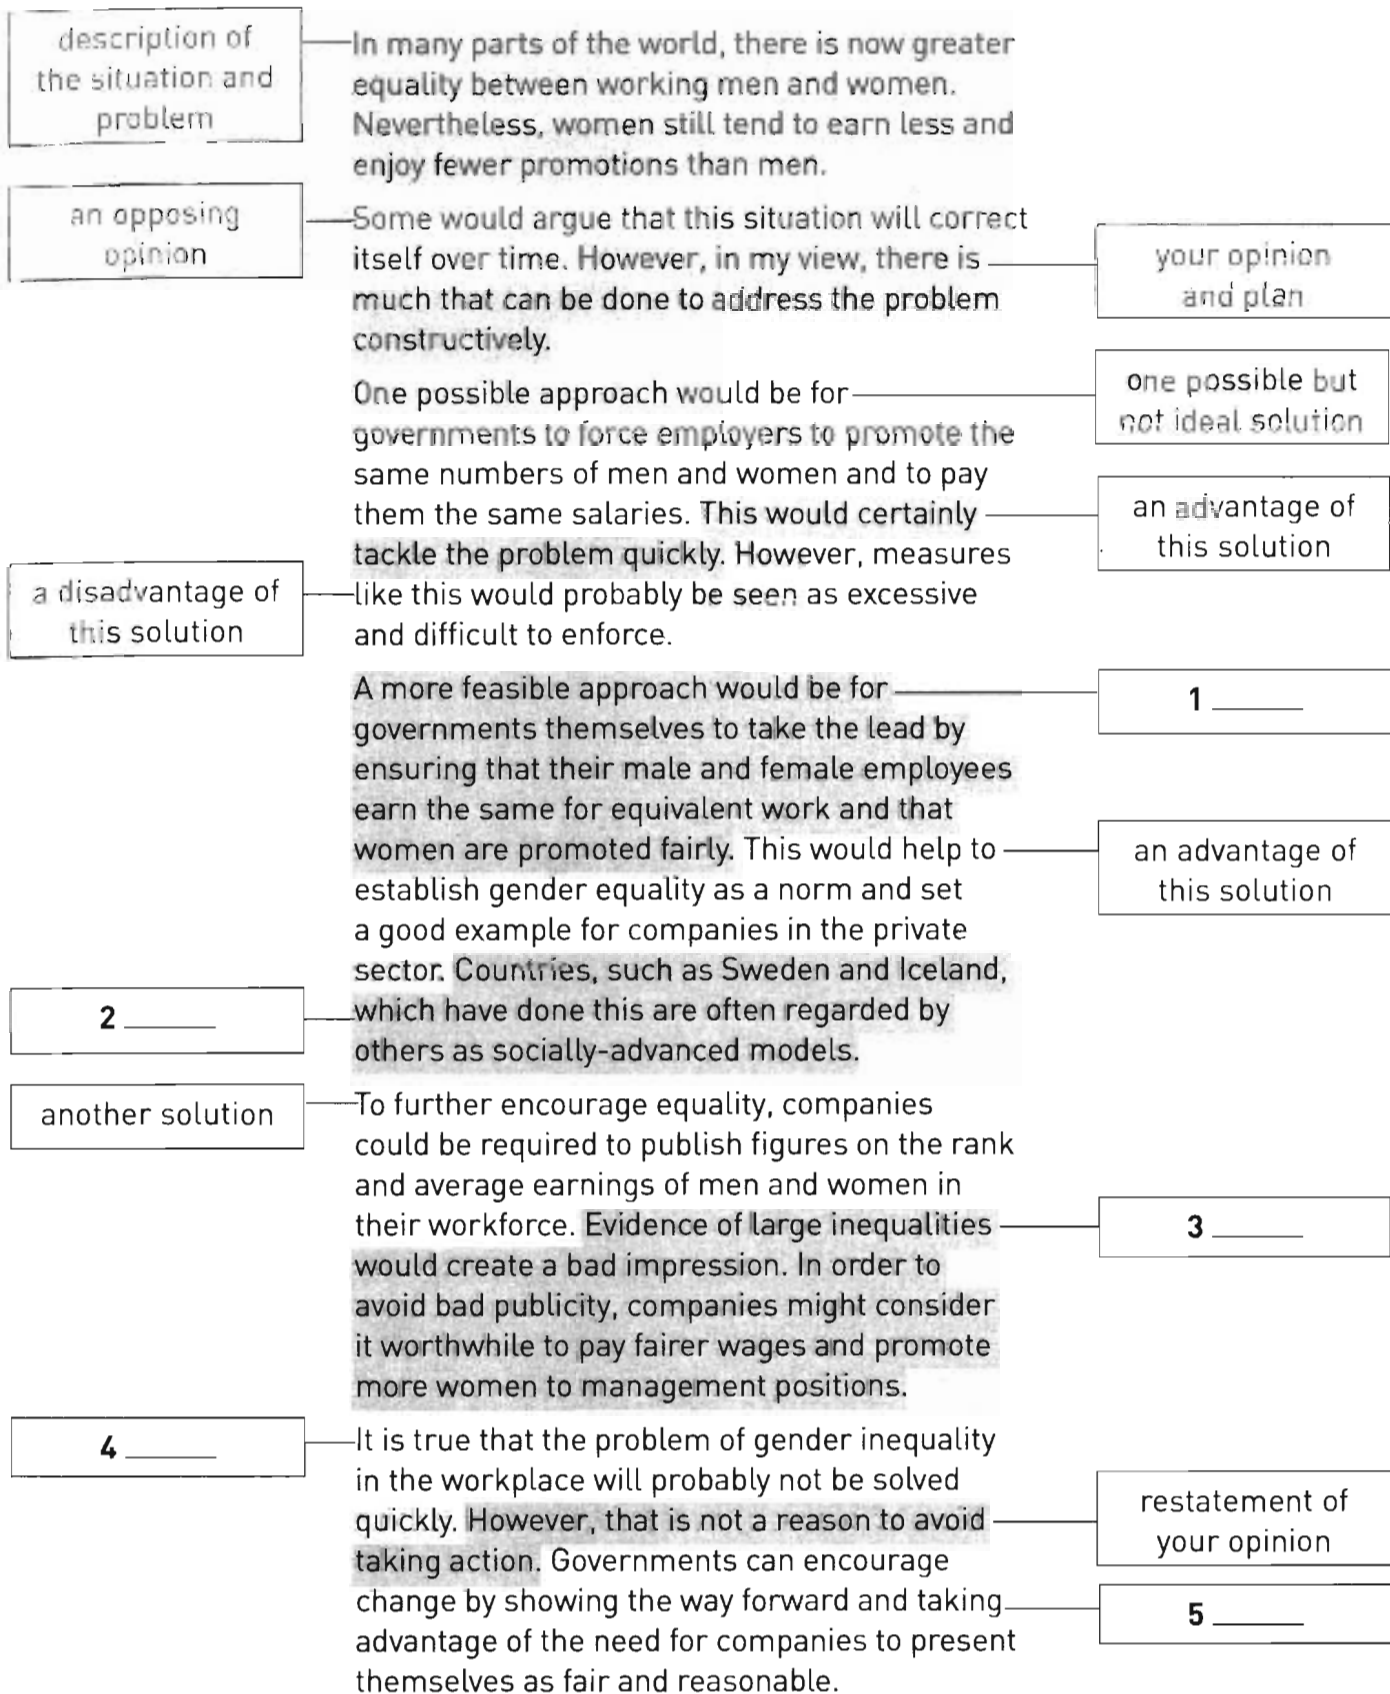 description of
the situation and
problem
In many parts of the world, there is now greater
equality between working men and women.
Nevertheless, women still tend to earn less and
enjoy fewer promotions than men.
an opposing
opinion
Some would argue that this situation will correct
itself over time. However, in my view, there is
much that can be done to address the problem
constructively.
your opinion
and plan
One possible approach would be for
governments to force employers to promote the
same numbers of men and women and to pay
them the same salaries. This would certainly
tackle the problem quickly. However, measures
like this would probably be seen as excessive
and difficult to enforce.
one possible but
not ideal solution
an advantage of
this solution
a disadvantage of
this solution
A more feasible approach would be for
governments themselves to take the lead by
ensuring that their male and female employees
earn the same for equivalent work and that
women are promoted fairly. This would help to
establish gender equality as a norm and set
a good example for companies in the private
sector. Countries, such as Sweden and Iceland,
which have done this are often regarded by
others as socially-advanced models.
1 ______
an advantage of
this solution
2 ______
another solution
To further encourage equality, companies
could be required to publish figures on the rank
and average earnings of men and women in
their workforce. Evidence of large inequalities
would create a bad impression. In order to
avoid bad publicity, companies might consider
it worthwhile to pay fairer wages and promote
more women to management positions.
3 ______
4 ______
It is true that the problem of gender inequality
in the workplace will probably not be solved
quickly. However, that is not a reason to avoid
taking action. Governments can encourage
change by showing the way forward and taking
advantage of the need for companies to present
themselves as fair and reasonable.
restatement of
your opinion
5 ______